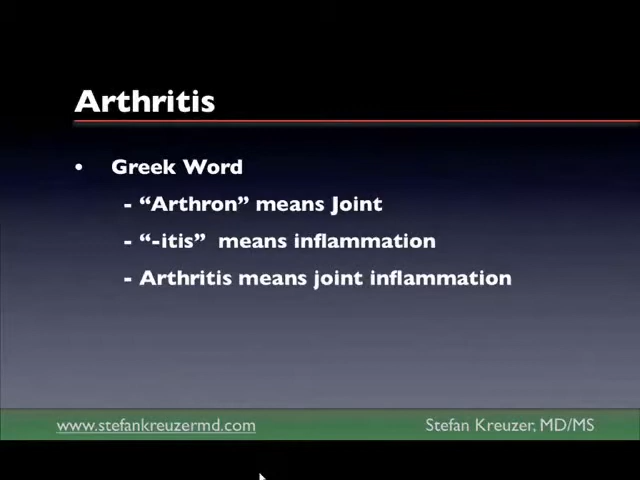 Arthritis
• Greek Word
- “Arthron” means Joint
- “-itis” means inflammation
- Arthritis means joint inflammation
www.stefankreuzermd.com
Stefan Kreuzer, MD/MS